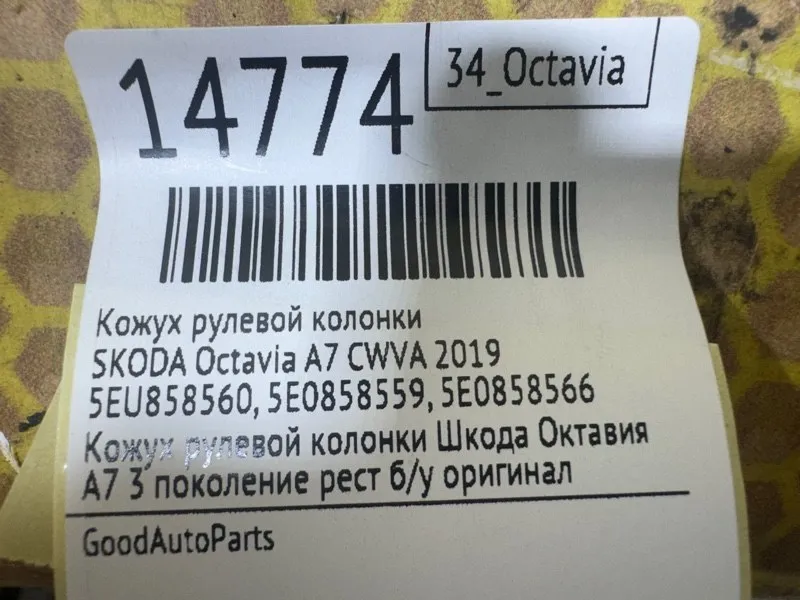 14774
34_Octavia
Кожух рулевой колонки
SKODA Octavia A7 CWVA 2019
5EU858560, 5E0858559, 5E0858566
Кожух рулевой колонки Шкода Октавия
А7 3 поколение рест б/у оригинал
GoodAutoParts